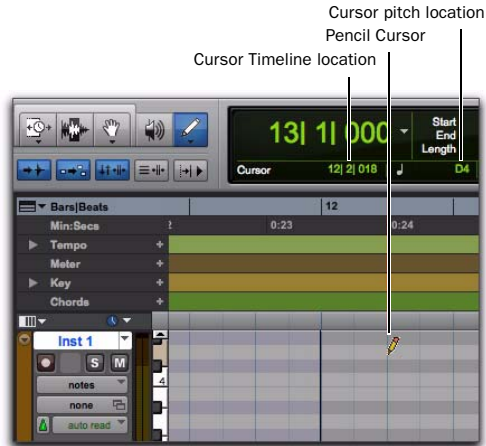 Cursor pitch location
Pencil Cursor
Cursor Timeline location
13| 1| 000
Start
End
Length
Cursor 12| 2| 018 D4
Bars|Beats 12
Min:Secs 0:23 0:24
Tempo +
Meter +
Key +
Chords +
Inst 1
S M
notes
4
none
auto read